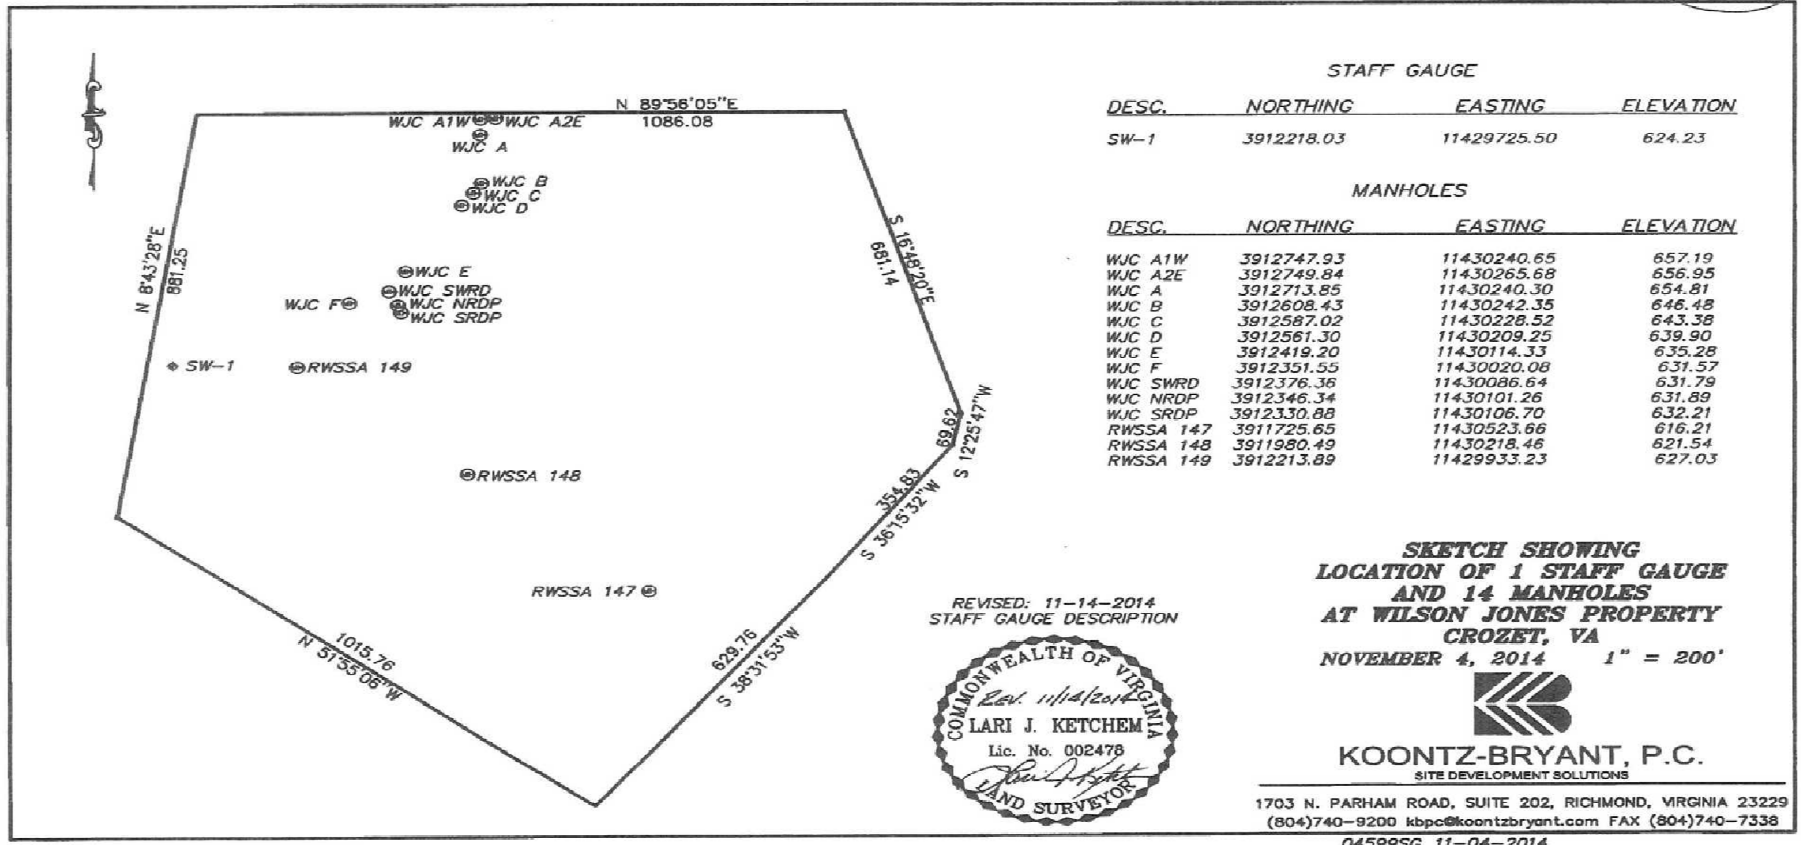 N 89°56'05"E
1086.08
WJC A1W
WJC A2E
WJC A
WJC B
WJC C
WJC D
WJC E
WJC SWRD
WJC F
WJC NRDP
WJC SRDP
SW-1
RWSSA 149
RWSSA 148
RWSSA 147
N 8°43'28"E
881.25
S 16°48'20"E
681.14
69.62
S 12°25'47"W
354.83
S 36°15'32"W
629.76
S 38°31'53"W
1015.76
N 51°55'06"W
STAFF GAUGE
DESC. NORTHING EASTING ELEVATION
SW-1 3912218.03 11429725.50 624.23
MANHOLES
DESC. NORTHING EASTING ELEVATION
WJC A1W 3912747.93 11430240.65 657.19
WJC A2E 3912749.84 11430265.68 656.95
WJC A 3912713.85 11430240.30 654.81
WJC B 3912608.43 11430242.35 646.48
WJC C 3912587.02 11430228.52 643.38
WJC D 3912561.30 11430209.25 639.90
WJC E 3912419.20 11430114.33 635.28
WJC F 3912351.55 11430020.08 631.57
WJC SWRD 3912376.36 11430086.64 631.79
WJC NRDP 3912346.34 11430101.26 631.89
WJC SRDP 3912330.88 11430106.70 632.21
RWSSA 147 3911725.65 11430523.66 616.21
RWSSA 148 3911980.49 11430218.46 621.54
RWSSA 149 3912213.89 11429933.23 627.03
REVISED: 11-14-2014
STAFF GAUGE DESCRIPTION
COMMONWEALTH OF VIRGINIA
REV. 11/14/2014
LARI J. KETCHEM
Lic. No. 002478
LAND SURVEYOR
SKETCH SHOWING
LOCATION OF 1 STAFF GAUGE
AND 14 MANHOLES
AT WILSON JONES PROPERTY
CROZET, VA
NOVEMBER 4, 2014 1" = 200'
KOONTZ-BRYANT, P.C.
SITE DEVELOPMENT SOLUTIONS
1703 N. PARHAM ROAD, SUITE 202, RICHMOND, VIRGINIA 23229
(804)740-9200 kbpc@koontzbryant.com FAX (804)740-7338
04599SG 11-04-2014